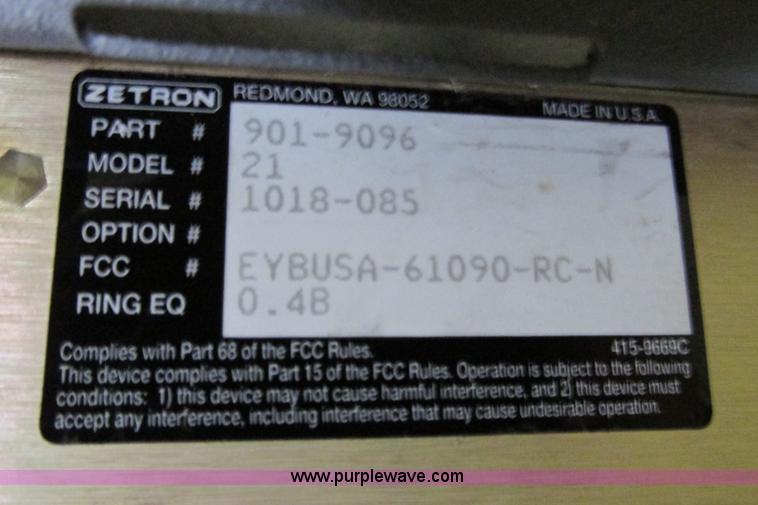 ZETRON REDMOND, WA 98052 MADE IN U.S.A.
PART # 901-9096
MODEL # 21
SERIAL # 1018-085
OPTION #
FCC # EYBUSA-61090-RC-N
RING EQ 0.4B
Complies with Part 68 of the FCC Rules. 415-9669C
This device complies with Part 15 of the FCC Rules. Operation is subject to the following
conditions: 1) this device may not cause harmful interference, and 2) this device must
accept any interference, including interference that may cause undesirable operation.
www.purplewave.com